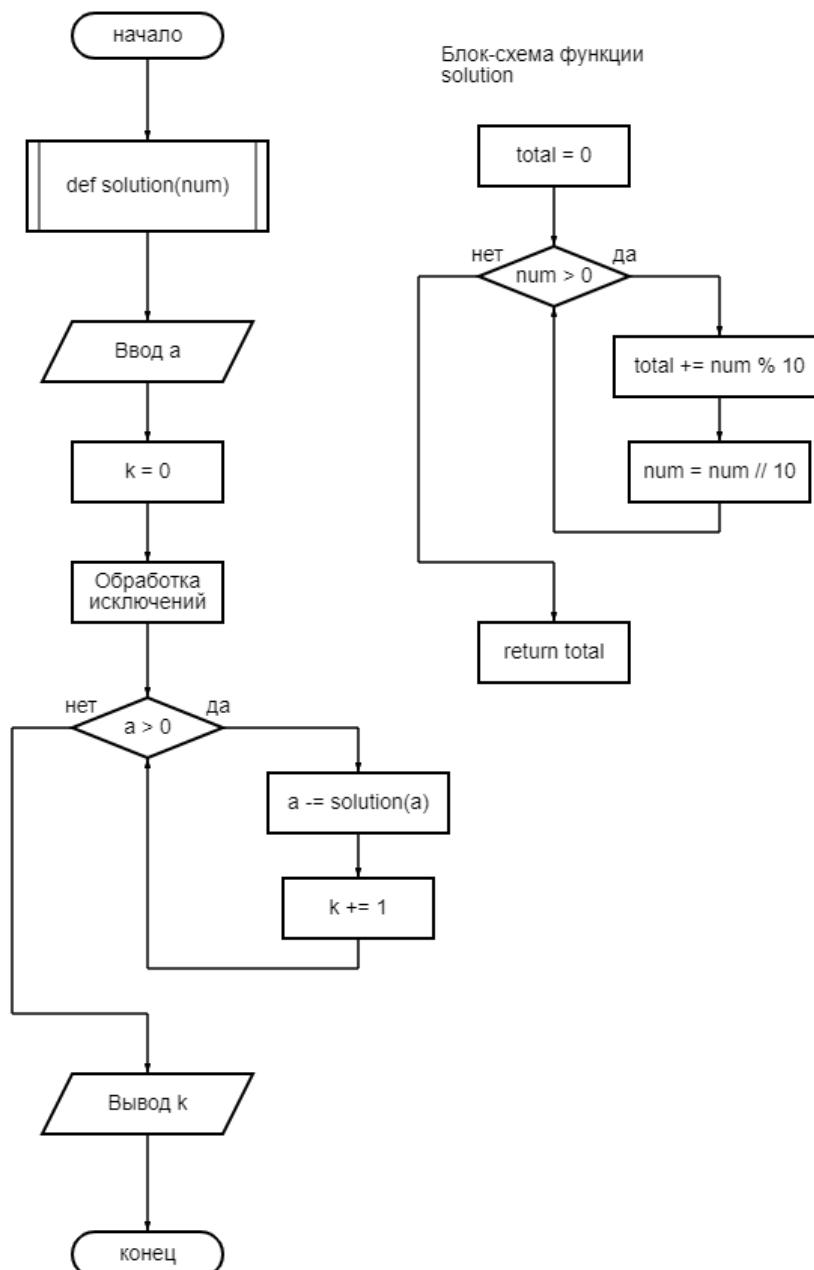 начало
def solution(num)
Ввод a
k = 0
Обработка
исключений
нет
да
a > 0
a -= solution(a)
k += 1
Вывод k
конец
Блок-схема функции
solution
total = 0
нет
да
num > 0
total += num % 10
num = num // 10
return total